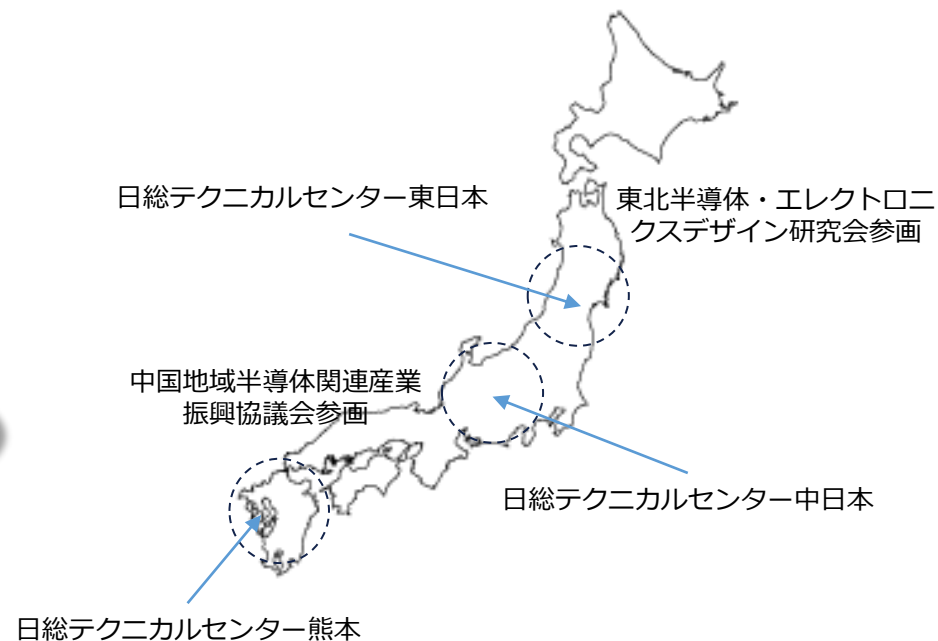 日総テクニカルセンター東日本
東北半導体・エレクトロニ
クスデザイン研究会参画
中国地域半導体関連産業
振興協議会参画
日総テクニカルセンター中日本
日総テクニカルセンター熊本